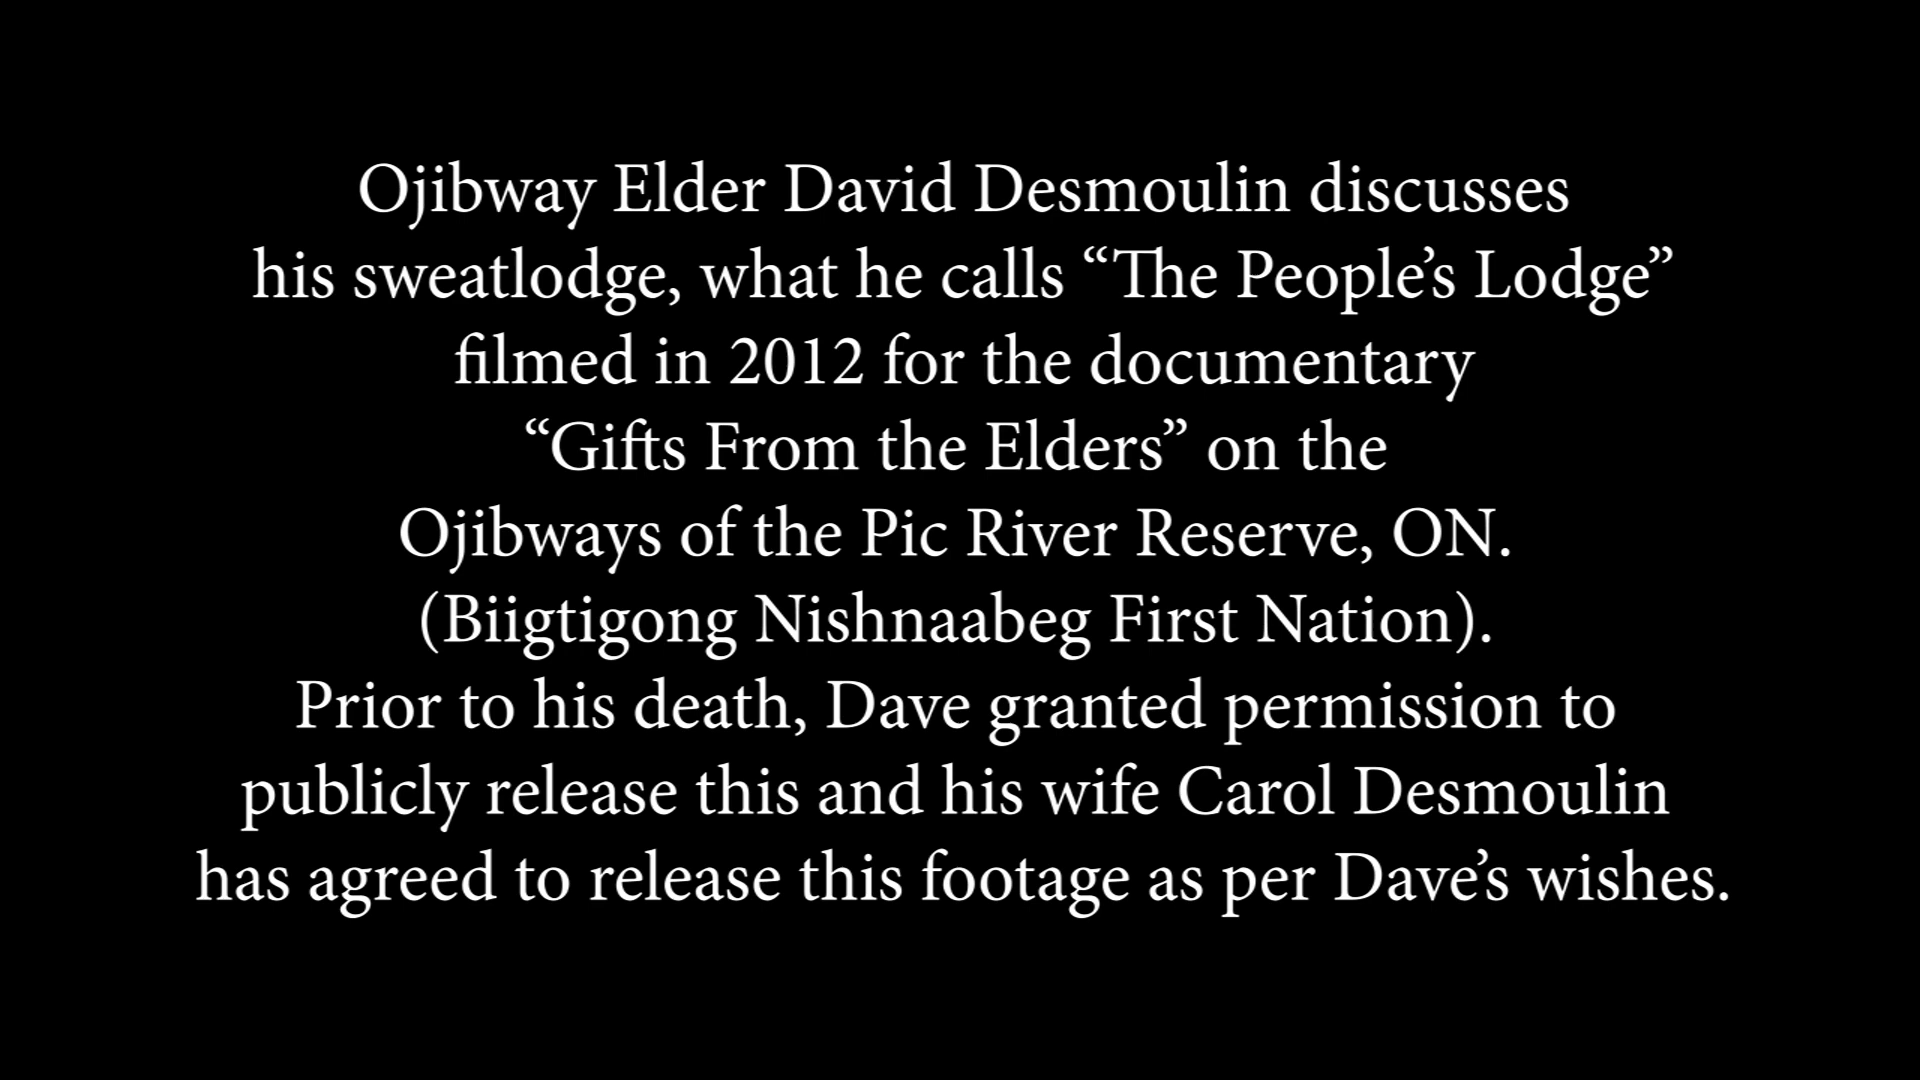 Ojibway Elder David Desmoulin discusses
his sweatlodge, what he calls “The People’s Lodge”
filmed in 2012 for the documentary
“Gifts From the Elders” on the
Ojibways of the Pic River Reserve, ON.
(Biigtigong Nishnaabeg First Nation).
Prior to his death, Dave granted permission to
publicly release this and his wife Carol Desmoulin
has agreed to release this footage as per Dave’s wishes.